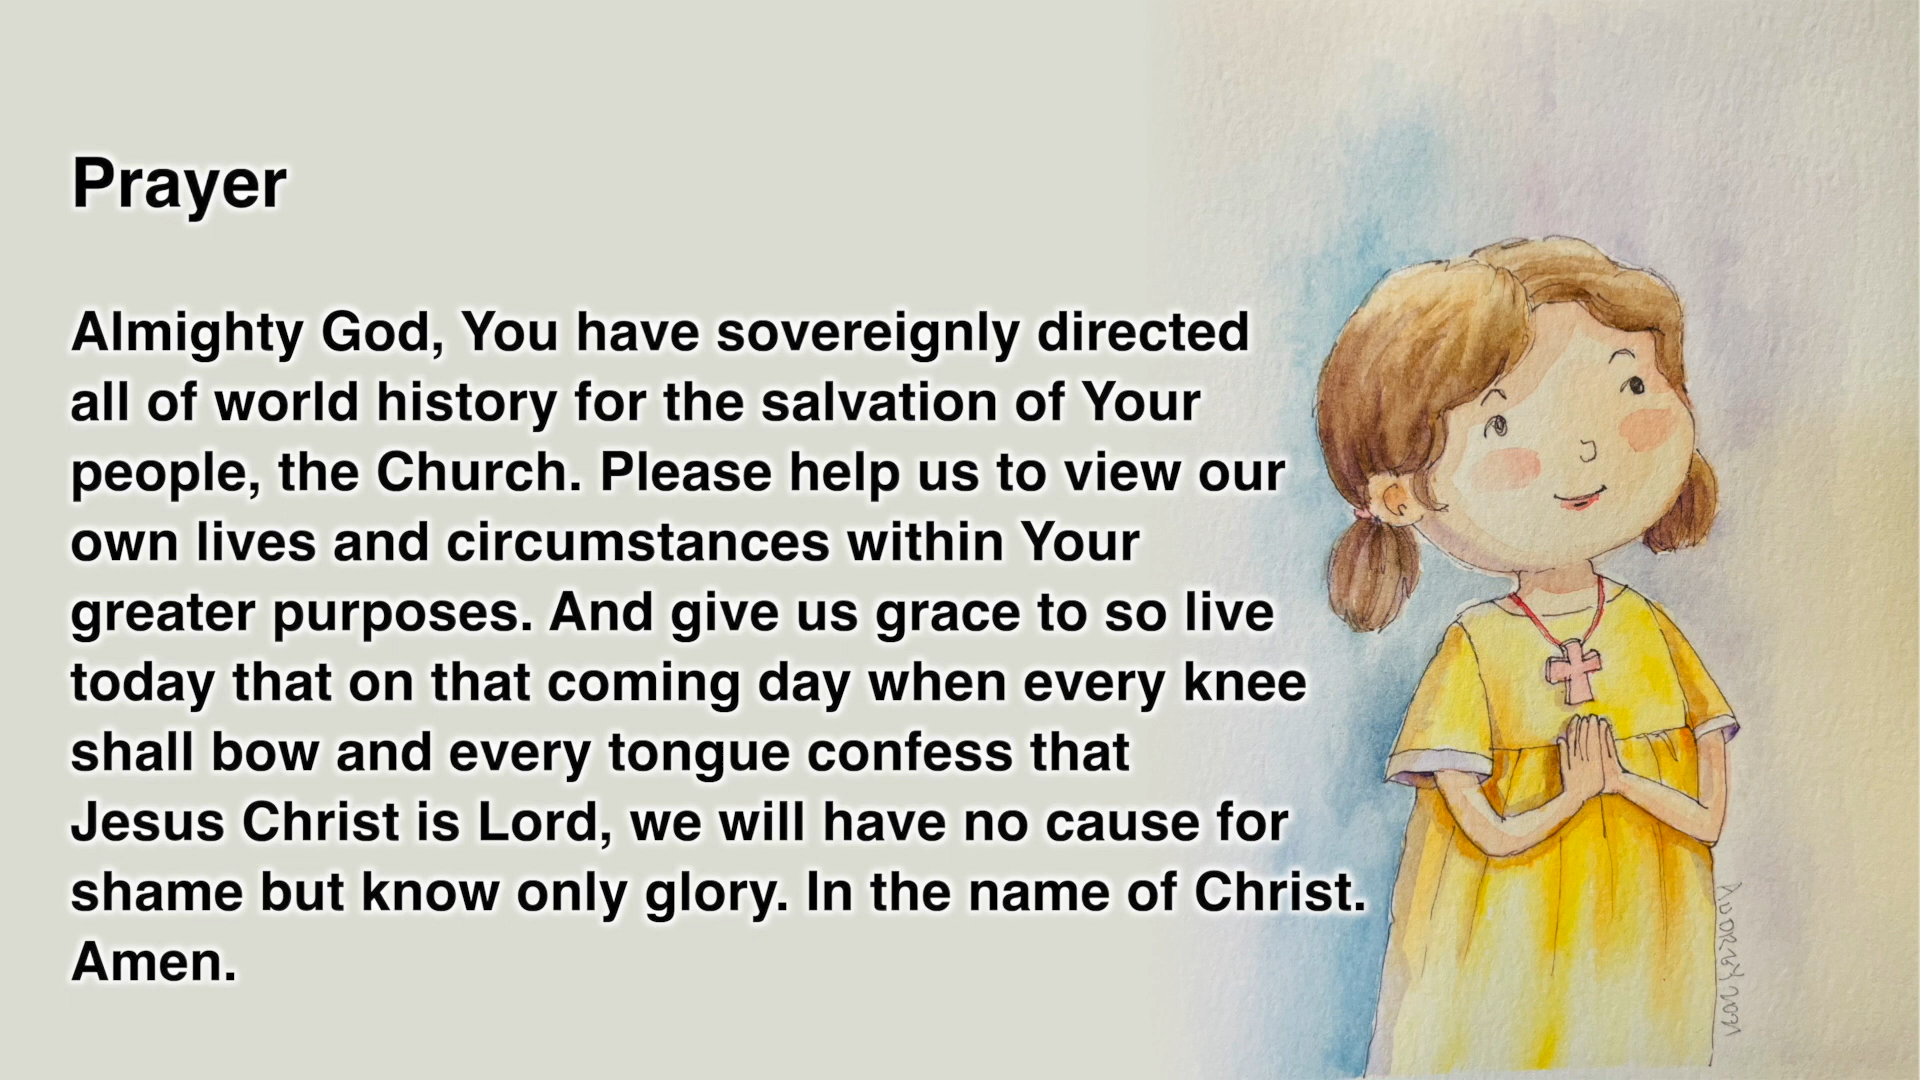 Prayer
Almighty God, You have sovereignly directed
all of world history for the salvation of Your
people, the Church. Please help us to view our
own lives and circumstances within Your
greater purposes. And give us grace to so live
today that on that coming day when every knee
shall bow and every tongue confess that
Jesus Christ is Lord, we will have no cause for
shame but know only glory. In the name of Christ.
Amen.